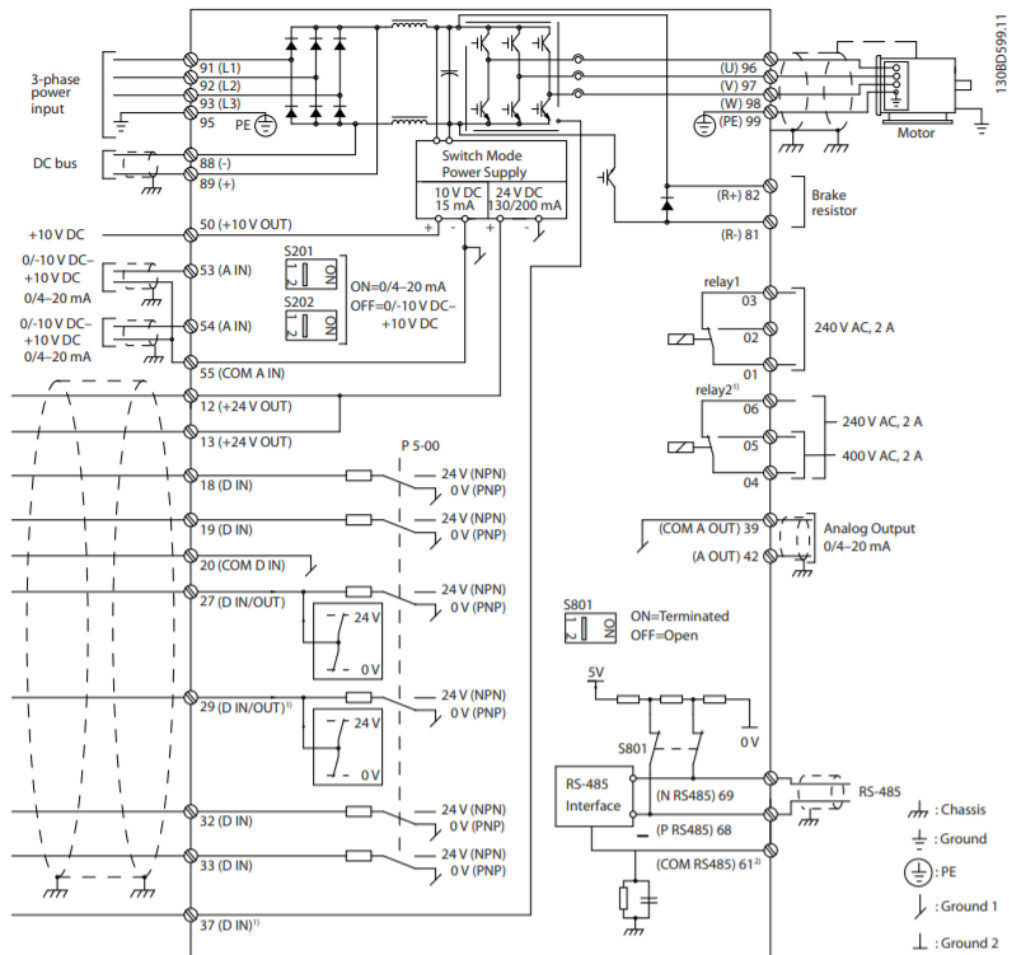 130BD599.11
3-phase
power
input
91 (L1)
92 (L2)
93 (L3)
95
PE
DC bus
88 (-)
89 (+)
+10 V DC
50 (+10 V OUT)
0/-10 V DC–
+10 V DC
0/4–20 mA
53 (A IN)
0/-10 V DC–
+10 V DC
0/4–20 mA
54 (A IN)
55 (COM A IN)
12 (+24 V OUT)
13 (+24 V OUT)
18 (D IN)
19 (D IN)
20 (COM D IN)
27 (D IN/OUT)
29 (D IN/OUT)1)
32 (D IN)
33 (D IN)
37 (D IN)1)
Switch Mode
Power Supply
10 V DC
15 mA
24 V DC
130/200 mA
+ - + -
S201
1 2 ON
S202
1 2 ON
ON=0/4–20 mA
OFF=0/-10 V DC–
+10 V DC
P 5-00
24 V (NPN)
0 V (PNP)
24 V (NPN)
0 V (PNP)
24 V (NPN)
0 V (PNP)
24 V
0 V
24 V (NPN)
0 V (PNP)
24 V
0 V
24 V (NPN)
0 V (PNP)
24 V (NPN)
0 V (PNP)
(U) 96
(V) 97
(W) 98
(PE) 99
Motor
(R+) 82
(R-) 81
Brake
resistor
relay1
03
02
01
240 V AC, 2 A
relay21)
06
05
04
240 V AC, 2 A
400 V AC, 2 A
(COM A OUT) 39
(A OUT) 42
Analog Output
0/4–20 mA
S801
1 2 ON
ON=Terminated
OFF=Open
5V
0 V
S801
RS-485
Interface
(N RS485) 69
(P RS485) 68
(COM RS485) 612)
RS-485
: Chassis
: Ground
: PE
: Ground 1
: Ground 2